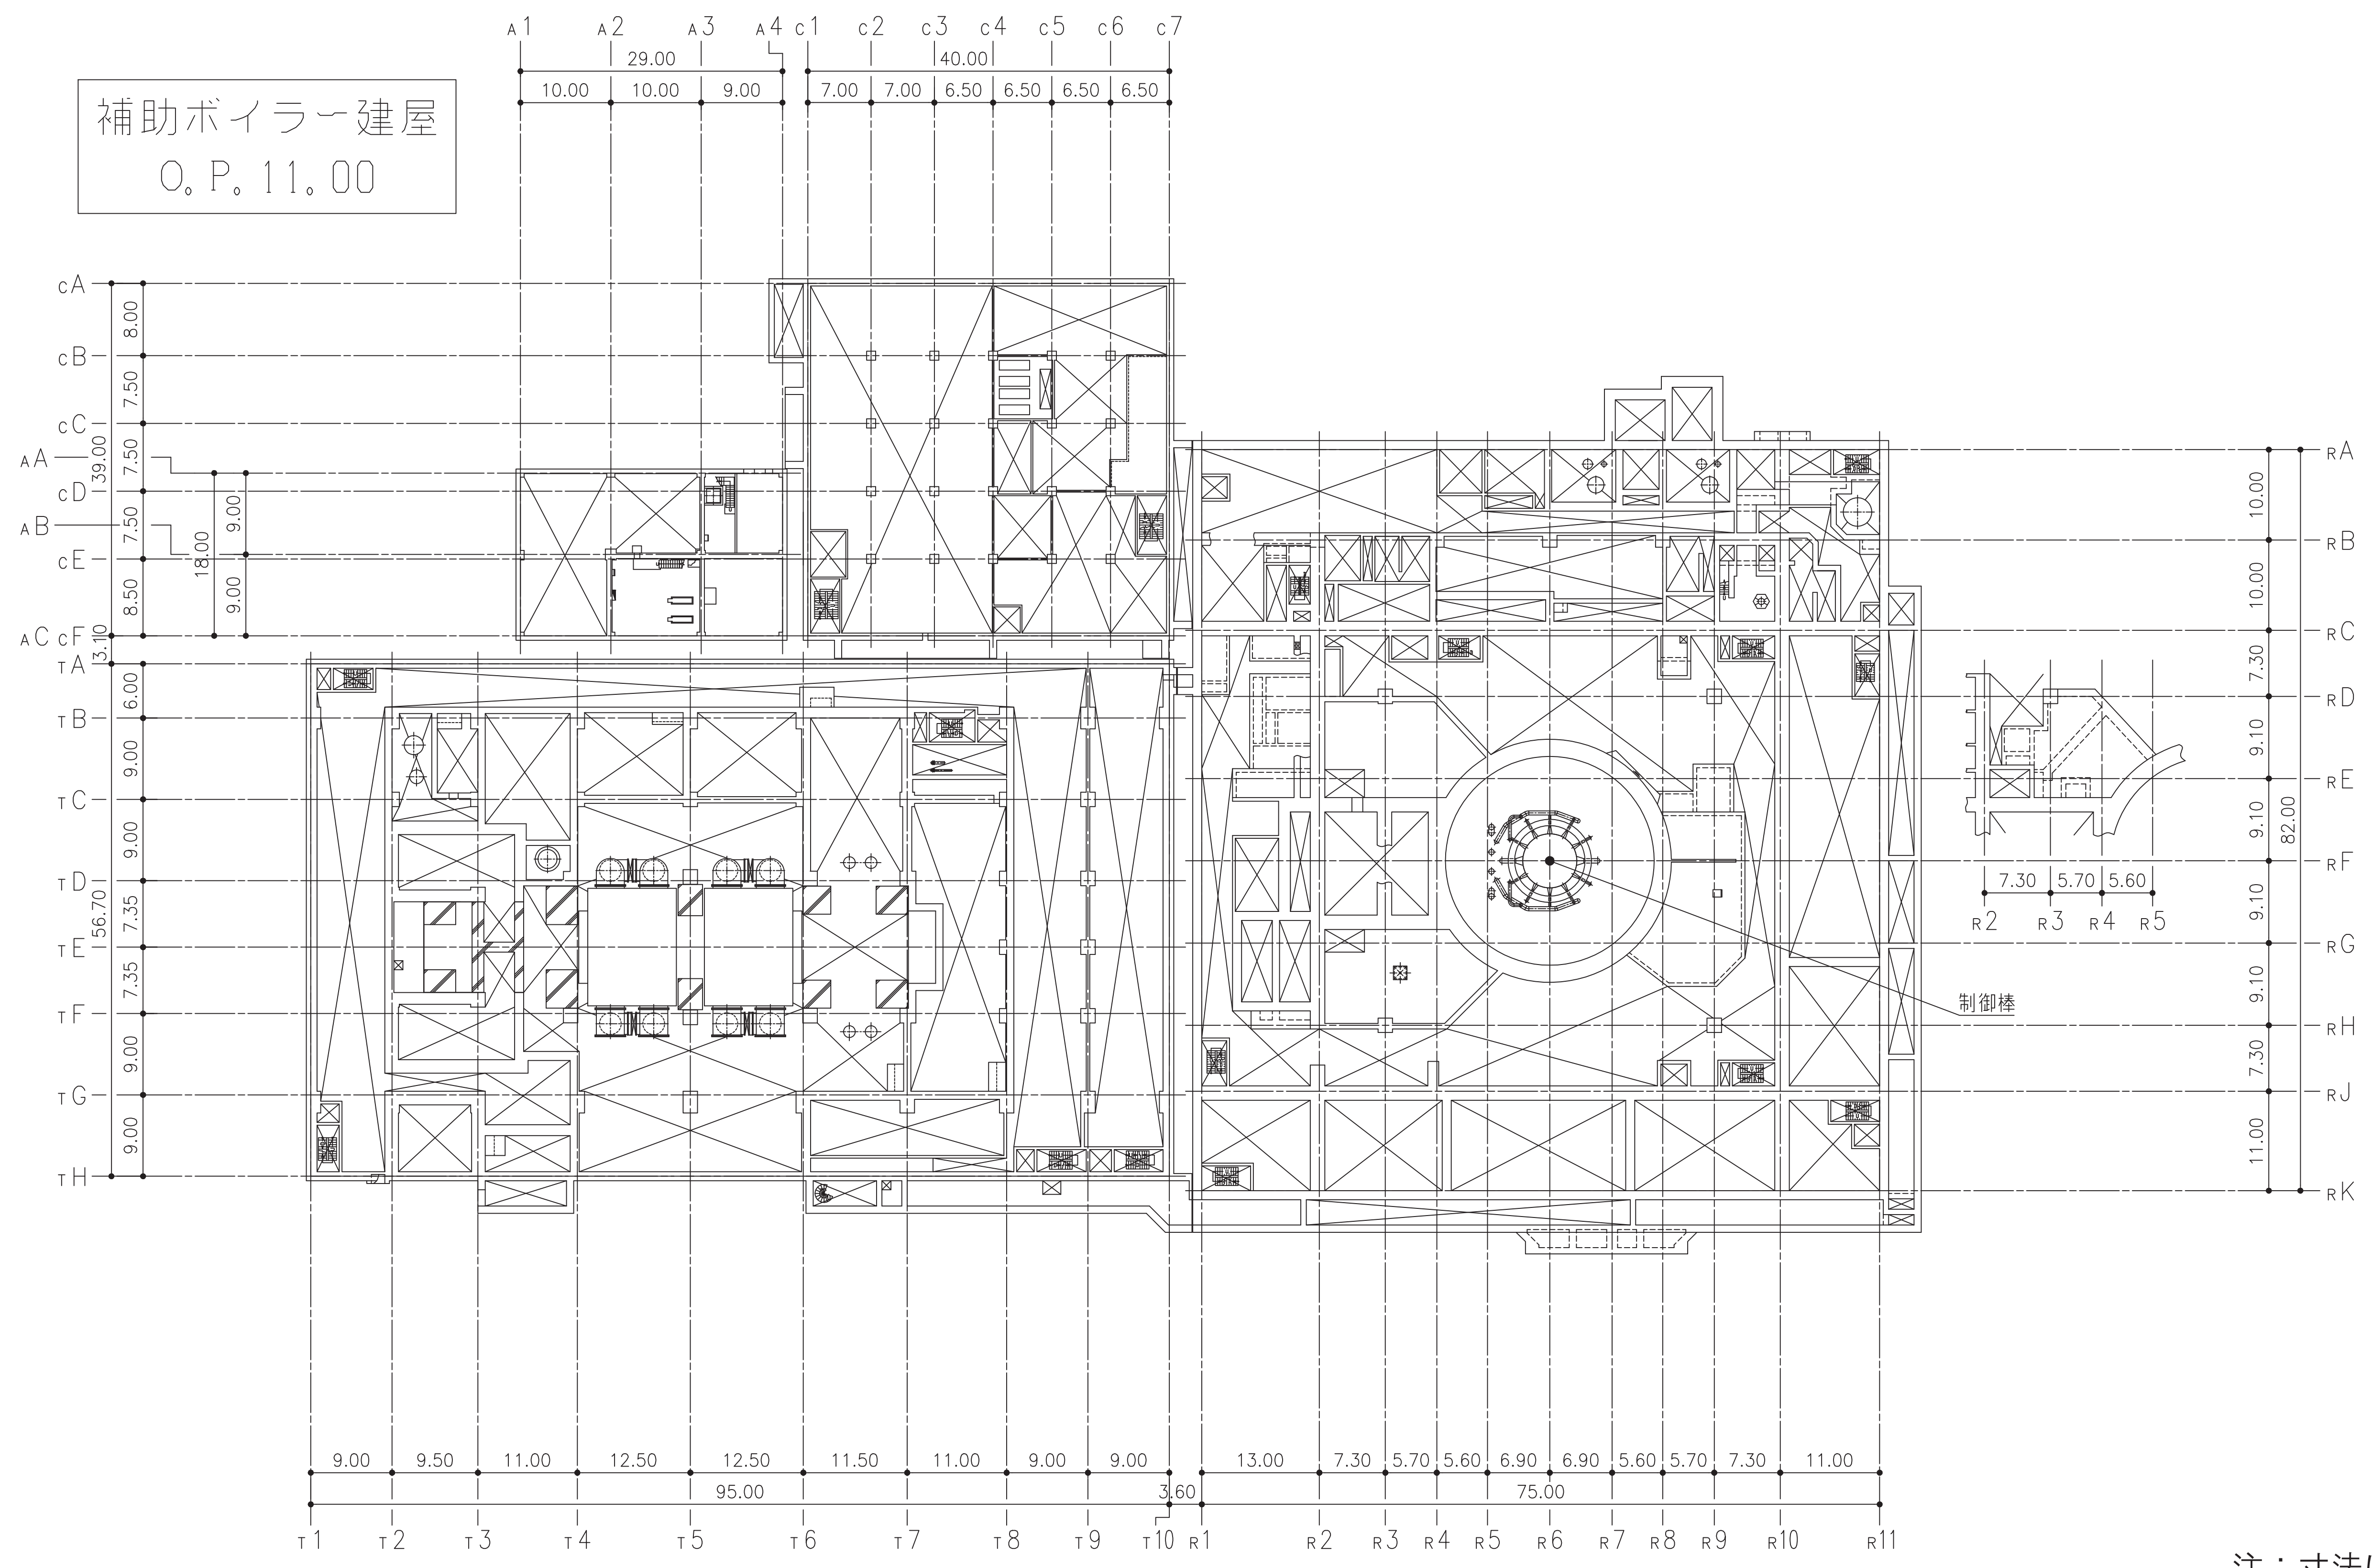 A1 A2 A3 A4 C1 C2 C3 C4 C5 C6 C7
29.00 40.00
10.00 10.00 9.00 7.00 7.00 6.50 6.50 6.50 6.50
補助ボイラー建屋
O.P.11.00
CA
8.00
CB
7.50
CC
39.00
AA
7.50
CD
9.00
AB
7.50
18.00
CE
9.00
8.50
AC CF
3.10
TA
6.00
TB
9.00
TC
9.00
TD
7.35
56.70
TE
7.35
TF
9.00
TG
9.00
TH
RA
10.00
RB
10.00
RC
7.30
RD
9.10
RE
82.00
9.10
RF
9.10
RG
9.10
RH
7.30
RJ
11.00
RK
7.30 5.70 5.60
R2 R3 R4 R5
制御棒
9.00 9.50 11.00 12.50 12.50 11.50 11.00 9.00 9.00 13.00 7.30 5.70 5.60 6.90 6.90 5.60 5.70 7.30 11.00
95.00 3.60 75.00
T1 T2 T3 T4 T5 T6 T7 T8 T9 T10 R1 R2 R3 R4 R5 R6 R7 R8 R9 R10 R11
注：寸法